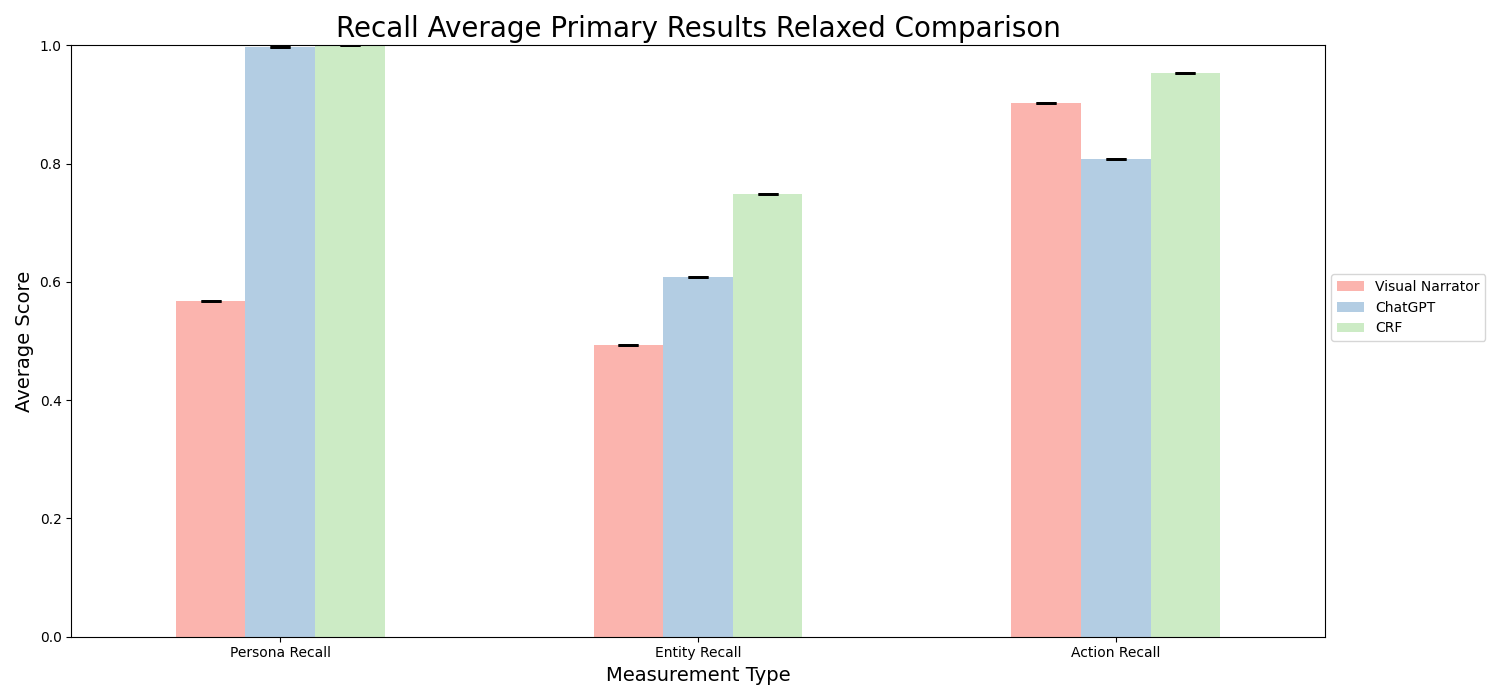 Recall Average Primary Results Relaxed Comparison
1.0
0.8
0.6
0.4
0.2
0.0
Average Score
Persona Recall
Entity Recall
Action Recall
Measurement Type
Visual Narrator
ChatGPT
CRF